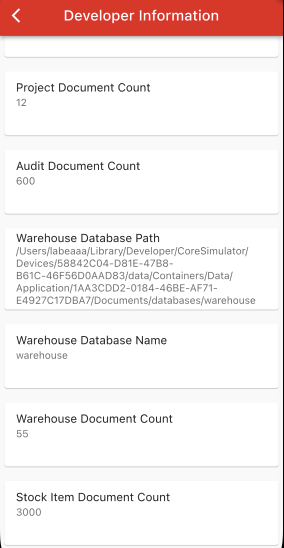 Developer Information
Project Document Count
12
Audit Document Count
600
Warehouse Database Path
/Users/labeaaa/Library/Developer/CoreSimulator/
Devices/58842C04-D81E-47B8-
B61C-46F56D0AAD83/data/Containers/Data/
Application/1AA3CDD2-0184-46BE-AF71-
E4927C17DBA7/Documents/databases/warehouse
Warehouse Database Name
warehouse
Warehouse Document Count
55
Stock Item Document Count
3000